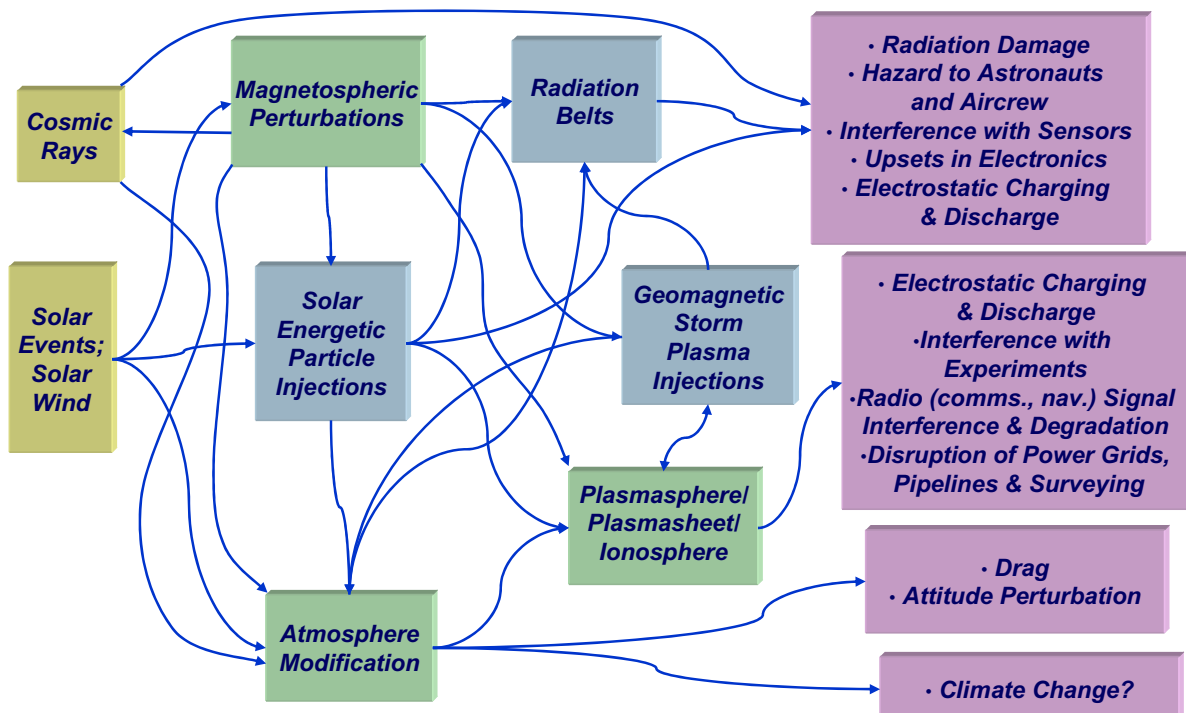 Cosmic
Rays
Magnetospheric
Perturbations
Radiation
Belts
• Radiation Damage
• Hazard to Astronauts
and Aircrew
• Interference with Sensors
• Upsets in Electronics
• Electrostatic Charging
& Discharge
Solar
Events;
Solar
Wind
Solar
Energetic
Particle
Injections
Geomagnetic
Storm
Plasma
Injections
• Electrostatic Charging
& Discharge
•Interference with
Experiments
•Radio (comms., nav.) Signal
Interference & Degradation
•Disruption of Power Grids,
Pipelines & Surveying
Plasmasphere/
Plasmasheet/
Ionosphere
• Drag
• Attitude Perturbation
Atmosphere
Modification
• Climate Change?